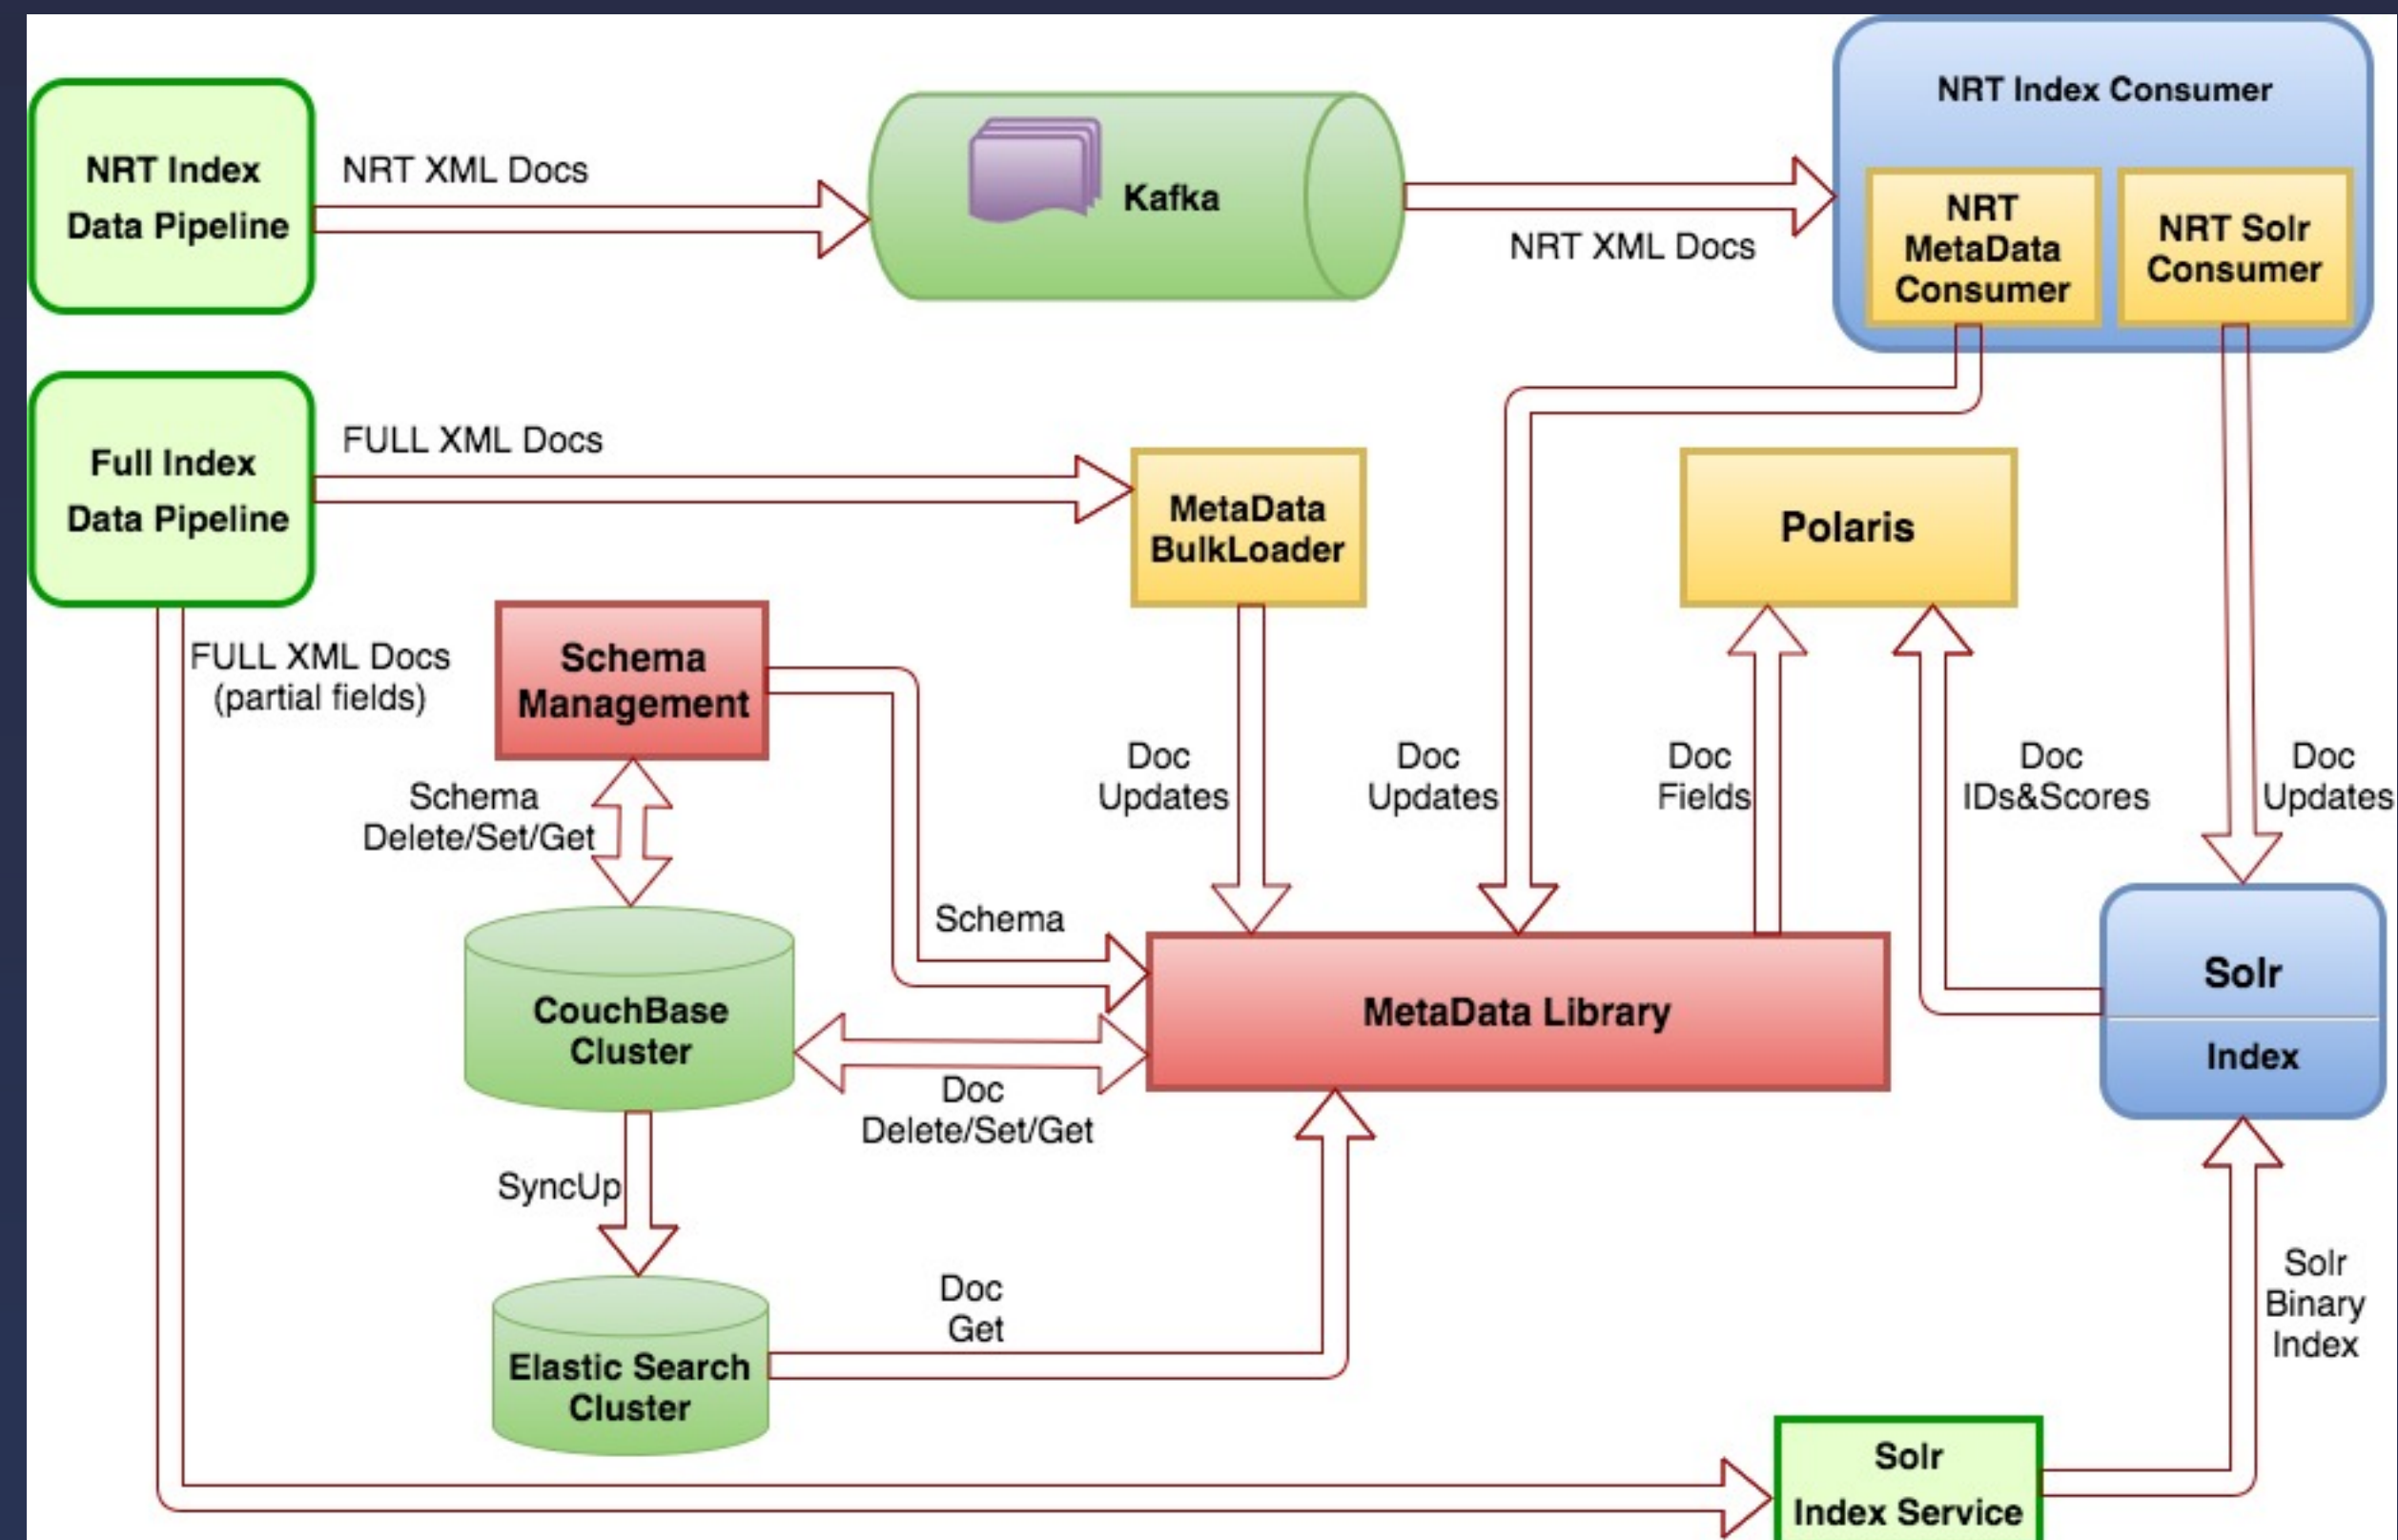 NRT Index
Data Pipeline
NRT XML Docs
Kafka
NRT XML Docs
NRT Index Consumer
NRT
MetaData
Consumer
NRT Solr
Consumer
Full Index
Data Pipeline
FULL XML Docs
MetaData
BulkLoader
Polaris
FULL XML Docs
(partial fields)
Schema
Management
Schema
Delete/Set/Get
Doc
Updates
Doc
Updates
Doc
Fields
Doc
IDs&Scores
Doc
Updates
Schema
CouchBase
Cluster
MetaData Library
Solr
Index
Doc
Delete/Set/Get
SyncUp
Doc
Get
Elastic Search
Cluster
Solr
Binary
Index
Solr
Index Service